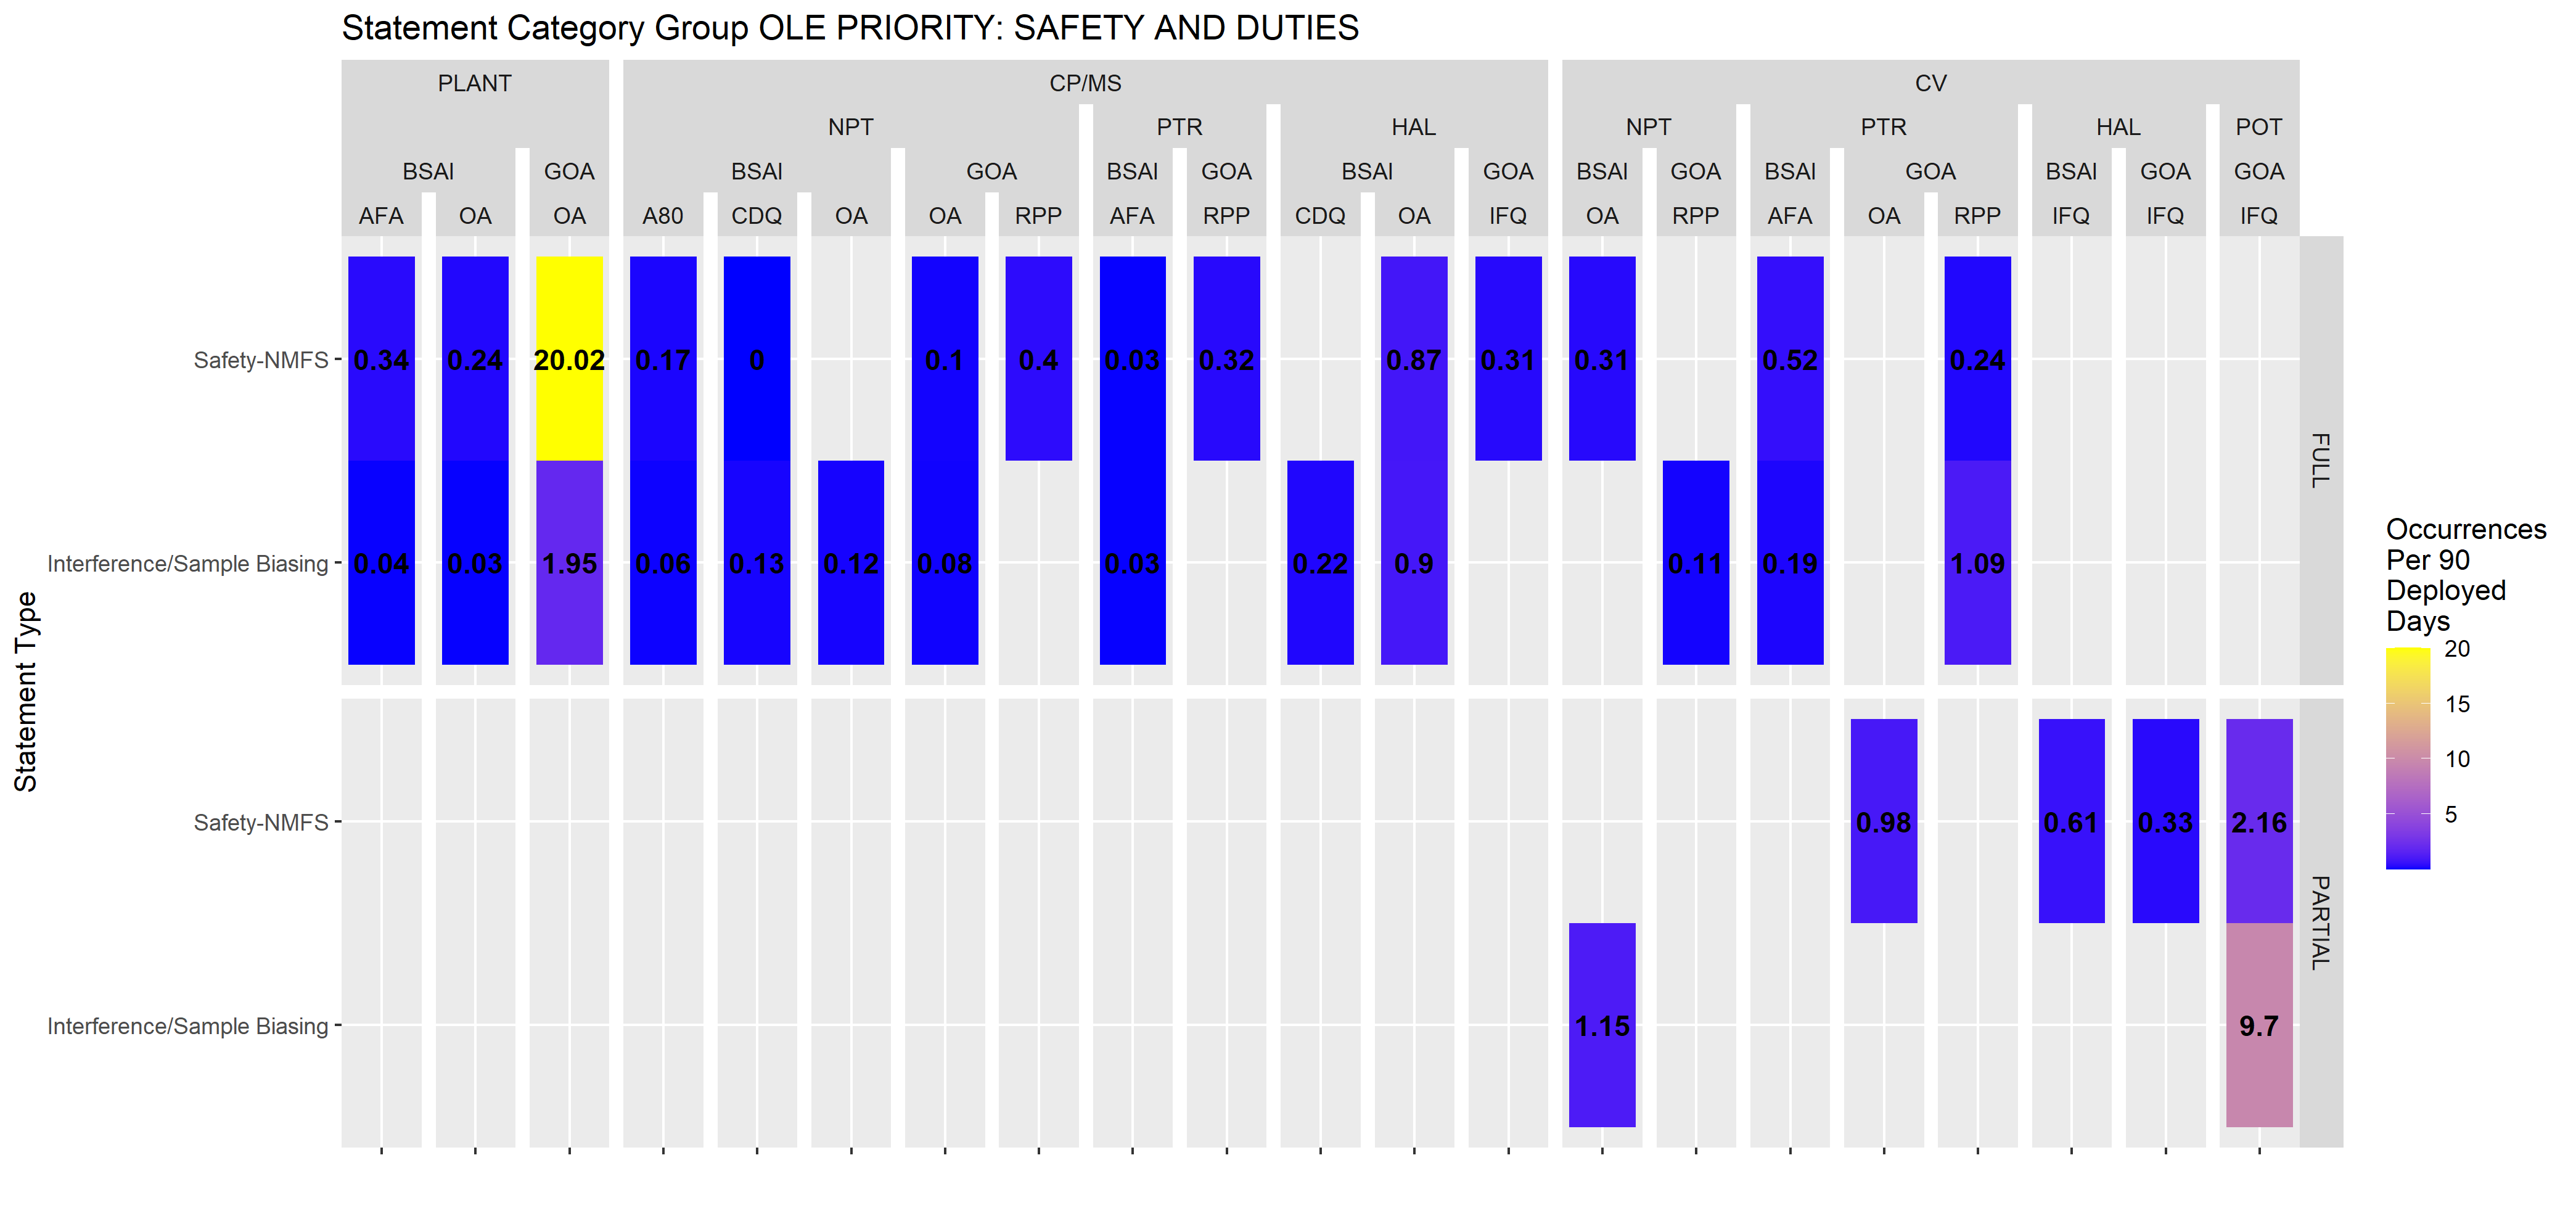 Statement Category Group OLE PRIORITY: SAFETY AND DUTIES
PLANT CP/MS CV
NPT PTR HAL NPT PTR HAL POT
BSAI GOA BSAI GOA BSAI GOA BSAI GOA BSAI GOA BSAI GOA BSAI GOA GOA
AFA OA OA A80 CDQ OA OA RPP AFA RPP CDQ OA IFQ OA RPP AFA OA RPP IFQ IFQ IFQ
Safety-NMFS 0.34 0.24 20.02 0.17 0 0.1 0.4 0.03 0.32 0.87 0.31 0.31 0.52 0.24
FULL
Interference/Sample Biasing 0.04 0.03 1.95 0.06 0.13 0.12 0.08 0.03 0.22 0.9 0.11 0.19 1.09
Statement Type
Safety-NMFS 0.98 0.61 0.33 2.16
PARTIAL
Interference/Sample Biasing 1.15 9.7
Occurrences
Per 90
Deployed
Days
20
15
10
5